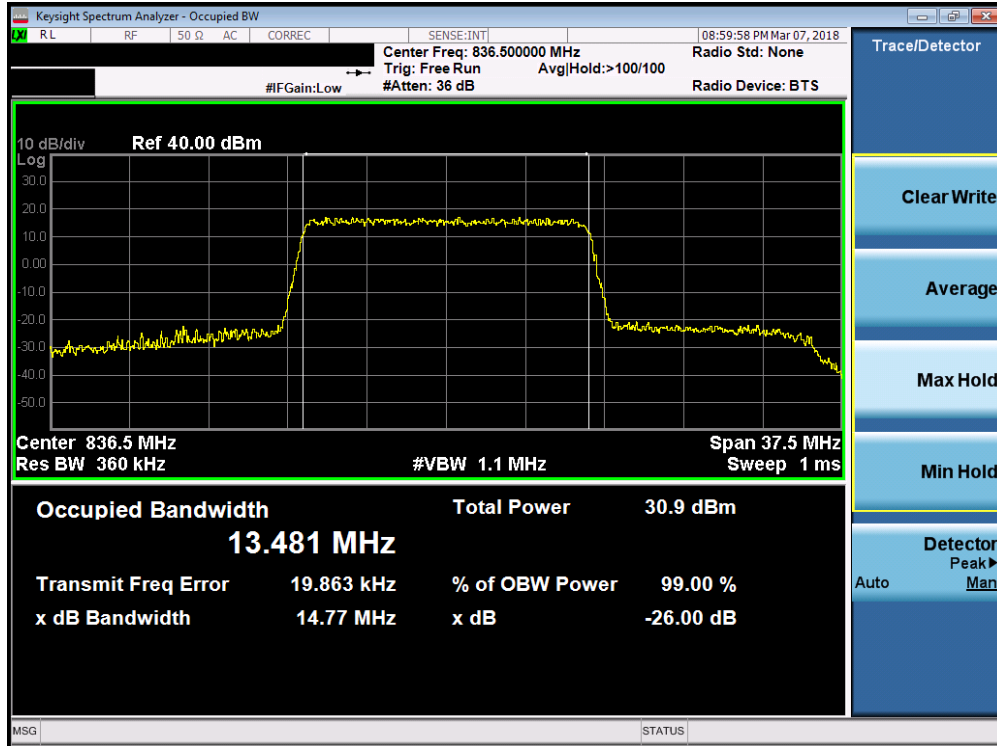 Keysight Spectrum Analyzer - Occupied BW
LXI RL RF 50 Ω AC CORREC SENSE:INT 08:59:58 PM Mar 07, 2018
Center Freq: 836.500000 MHz Radio Std: None
Trig: Free Run Avg|Hold:>100/100
#IFGain:Low #Atten: 36 dB Radio Device: BTS
10 dB/div Ref 40.00 dBm
Log
30.0
20.0
10.0
0.00
-10.0
-20.0
-30.0
-40.0
-50.0
Center 836.5 MHz Span 37.5 MHz
Res BW 360 kHz #VBW 1.1 MHz Sweep 1 ms
Occupied Bandwidth Total Power 30.9 dBm
13.481 MHz
Transmit Freq Error 19.863 kHz % of OBW Power 99.00 %
x dB Bandwidth 14.77 MHz x dB -26.00 dB
MSG STATUS
Trace/Detector
Clear Write
Average
Max Hold
Min Hold
Detector
Peak▶
Auto Man